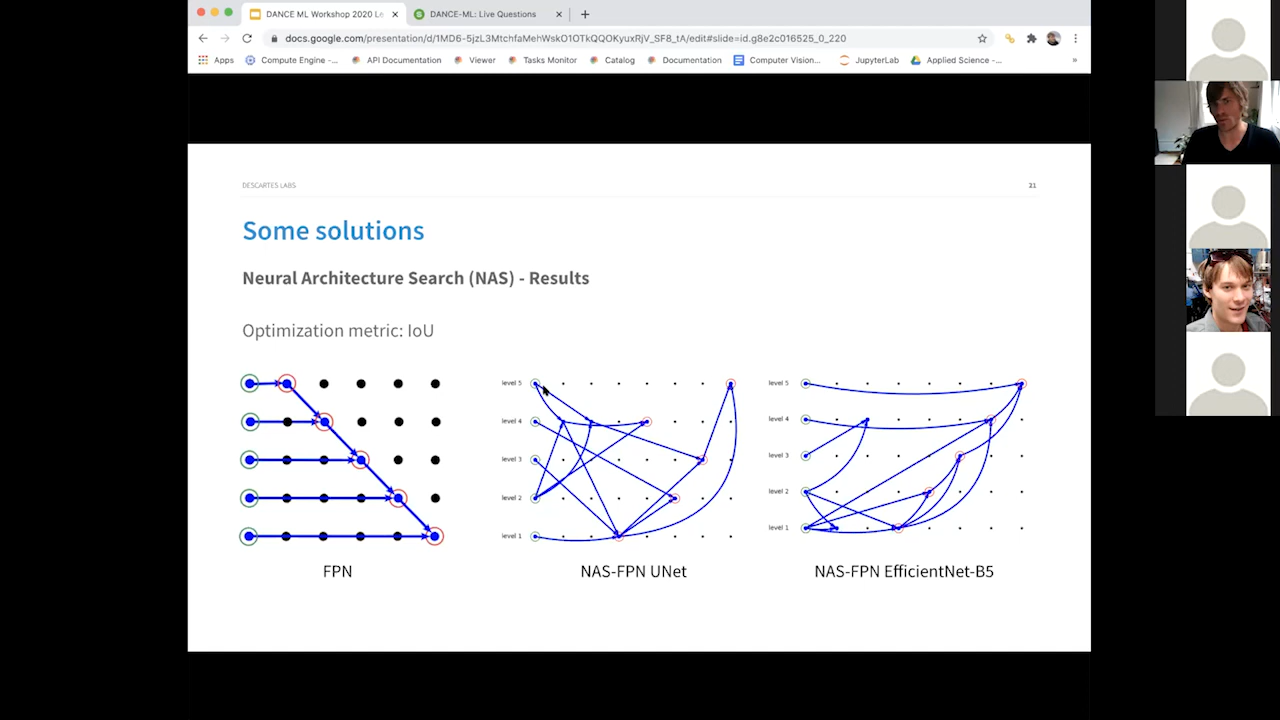 DANCE ML Workshop 2020 Le
DANCE-ML: Live Questions
docs.google.com/presentation/d/1MD6-5jzL3MtchfaMehWskO1OTkQQOKyuxRjV_SF8_tA/edit#slide=id.g8e2c016525_0_220
Apps Compute Engine -... API Documentation Viewer Tasks Monitor Catalog Documentation Computer Vision... JupyterLab Applied Science -... »
DESCARTES LABS 21
Some solutions
Neural Architecture Search (NAS) - Results
Optimization metric: IoU
level 5
level 4
level 3
level 2
level 1
level 5
level 4
level 3
level 2
level 1
FPN NAS-FPN UNet NAS-FPN EfficientNet-B5